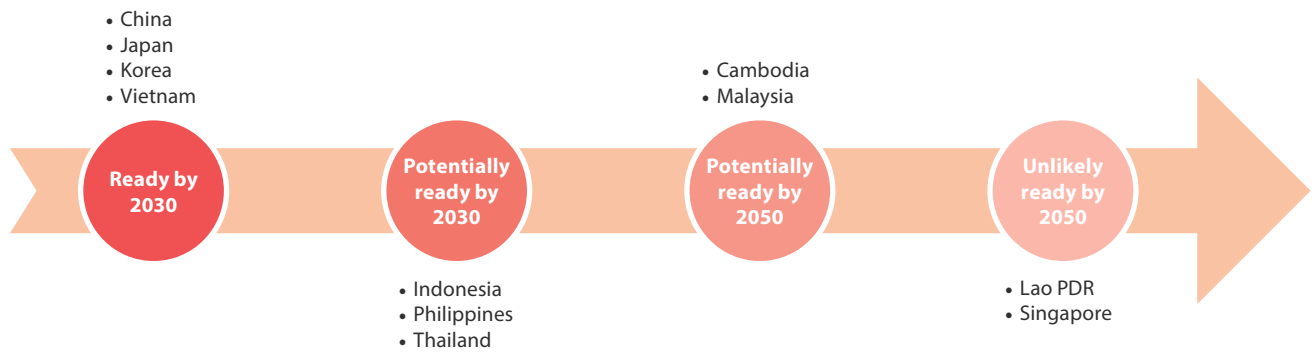 • China
• Japan
• Korea
• Vietnam
Ready by
2030
Potentially
ready by
2030
• Indonesia
• Philippines
• Thailand
• Cambodia
• Malaysia
Potentially
ready by
2050
Unlikely
ready by
2050
• Lao PDR
• Singapore